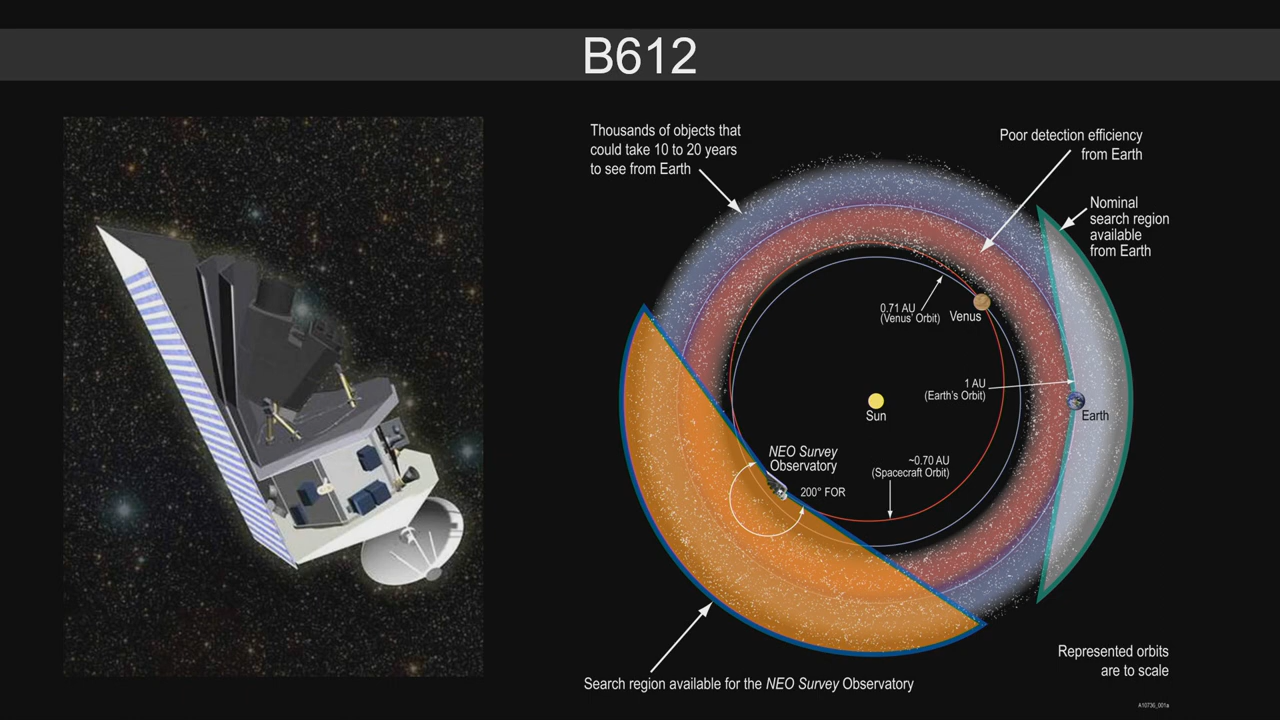 B612
Thousands of objects that
could take 10 to 20 years
to see from Earth
Poor detection efficiency
from Earth
Nominal
search region
available
from Earth
0.71 AU
(Venus' Orbit)
Venus
1 AU
(Earth's Orbit)
Earth
Sun
NEO Survey
Observatory
200° FOR
~0.70 AU
(Spacecraft Orbit)
Search region available for the NEO Survey Observatory
Represented orbits
are to scale
A10736_001a